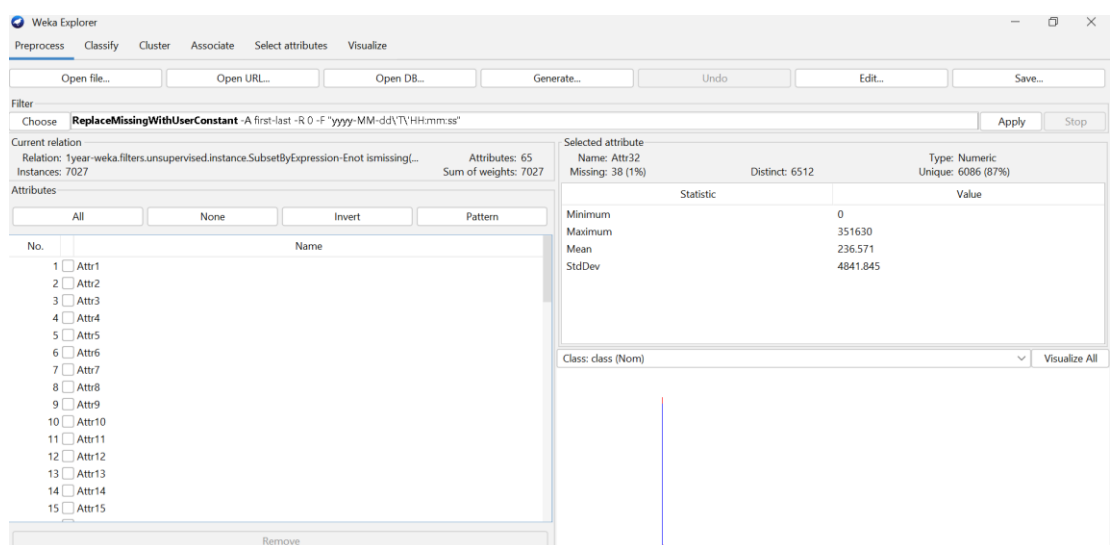 Weka Explorer
Preprocess Classify Cluster Associate Select attributes Visualize
Open file... Open URL... Open DB... Generate... Undo Edit... Save...
Filter
Choose ReplaceMissingWithUserConstant -A first-last -R 0 -F "yyyy-MM-dd\'T\'HH:mm:ss" Apply Stop
Current relation
Relation: 1year-weka.filters.unsupervised.instance.SubsetByExpression-Enot ismissing(... Attributes: 65
Instances: 7027 Sum of weights: 7027
Attributes
All None Invert Pattern
No. Name
1 Attr1
2 Attr2
3 Attr3
4 Attr4
5 Attr5
6 Attr6
7 Attr7
8 Attr8
9 Attr9
10 Attr10
11 Attr11
12 Attr12
13 Attr13
14 Attr14
15 Attr15
Remove
Selected attribute
Name: Attr32 Type: Numeric
Missing: 38 (1%) Distinct: 6512 Unique: 6086 (87%)
Statistic Value
Minimum 0
Maximum 351630
Mean 236.571
StdDev 4841.845
Class: class (Nom) Visualize All